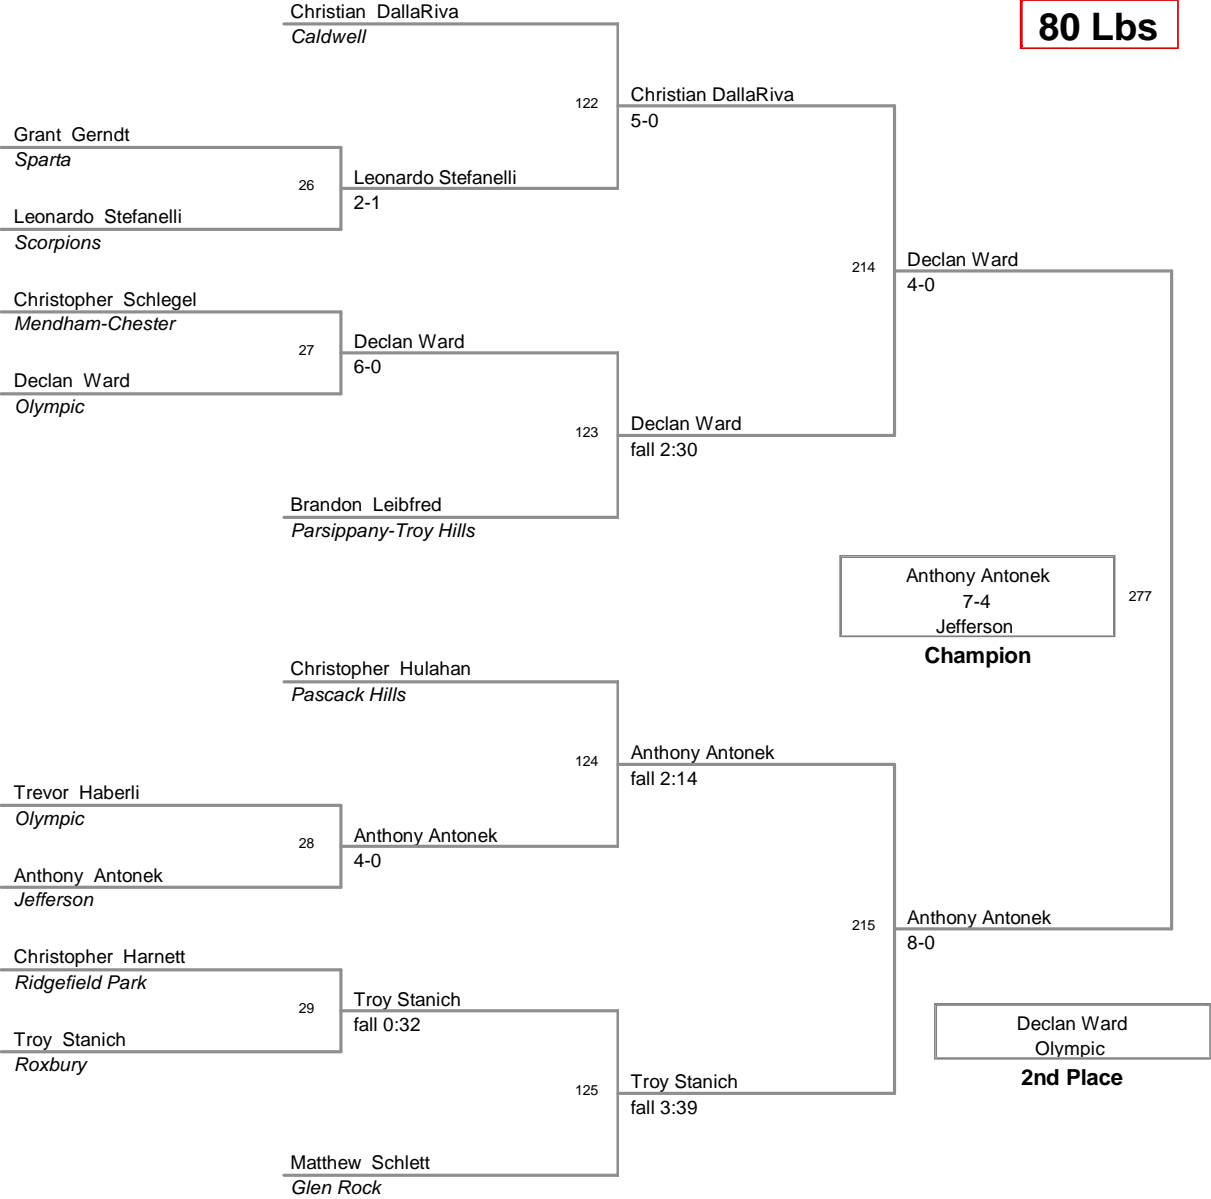 Christian DallaRiva
Caldwell
80 Lbs
122
Christian DallaRiva
5-0
Grant Gerndt
Sparta
26
Leonardo Stefanelli
2-1
Leonardo Stefanelli
Scorpions
214
Declan Ward
4-0
Christopher Schlegel
Mendham-Chester
27
Declan Ward
6-0
Declan Ward
Olympic
123
Declan Ward
fall 2:30
Brandon Leibfred
Parsippany-Troy Hills
Anthony Antonek
7-4
Jefferson
277
Champion
Christopher Hulahan
Pascack Hills
124
Anthony Antonek
fall 2:14
Trevor Haberli
Olympic
28
Anthony Antonek
4-0
Anthony Antonek
Jefferson
215
Anthony Antonek
8-0
Christopher Harnett
Ridgefield Park
29
Troy Stanich
fall 0:32
Troy Stanich
Roxbury
Declan Ward
Olympic
2nd Place
125
Troy Stanich
fall 3:39
Matthew Schlett
Glen Rock